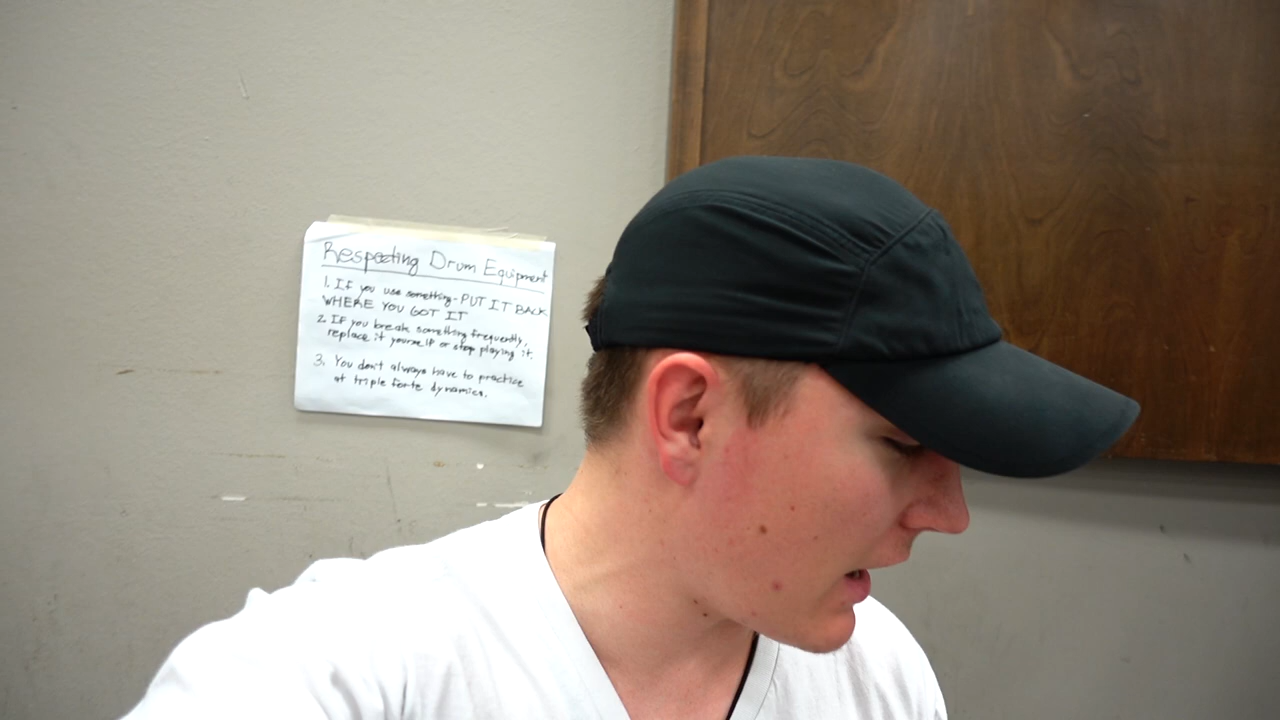 Respecting Drum Equipment
1. If you use something - PUT IT BACK
WHERE YOU GOT IT
2. If you break something frequently,
replace it yourself or stop playing it.
3. You don't always have to practice
at triple forte dynamics.